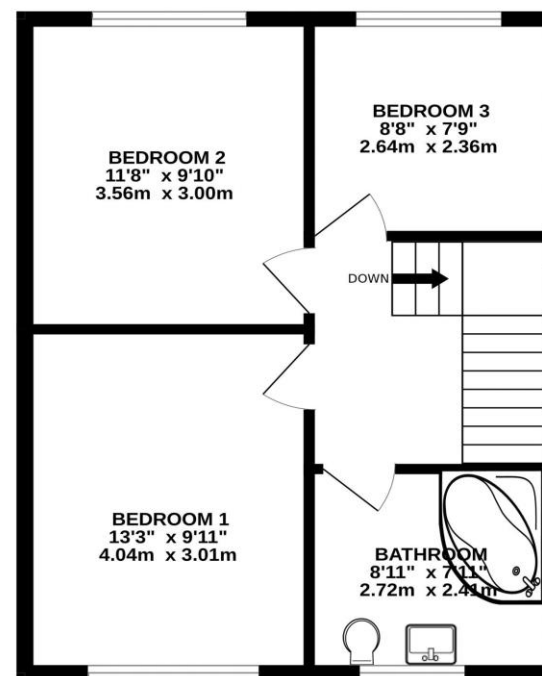 BEDROOM 2
11'8" x 9'10"
3.56m x 3.00m
BEDROOM 3
8'8" x 7'9"
2.64m x 2.36m
DOWN
BEDROOM 1
13'3" x 9'11"
4.04m x 3.01m
BATHROOM
8'11" x 7'11"
2.72m x 2.41m